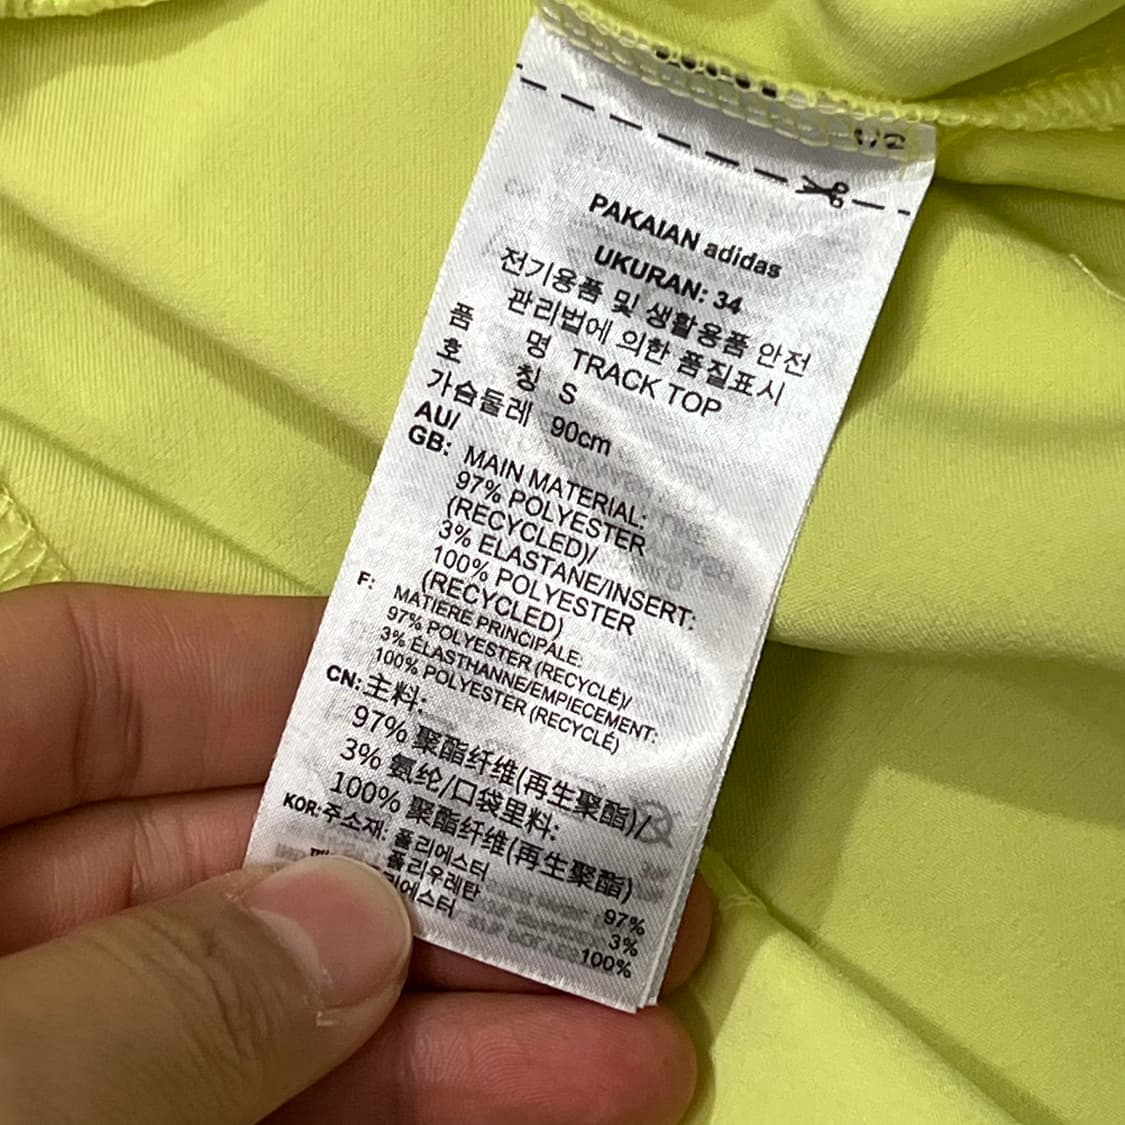 PAKAIAN adidas
UKURAN: 34
전기용품 및 생활용품 안전
관리법에 의한 품질표시
품 명 TRACK TOP
호 칭 S
가슴둘레 90cm
AU/
GB: MAIN MATERIAL:
97% POLYESTER
(RECYCLED)/
3% ELASTANE/INSERT:
100% POLYESTER
(RECYCLED)
F: MATIERE PRINCIPALE:
97% POLYESTER (RECYCLÉ)/
3% ÉLASTHANNE/EMPIECEMENT:
100% POLYESTER (RECYCLÉ)
CN: 主料:
97% 聚酯纤维(再生聚酯)/
3% 氨纶/口袋里料:
100% 聚酯纤维(再生聚酯)
KOR: 주소재: 폴리에스터 97%
폴리우레탄 3%
에스터 100%